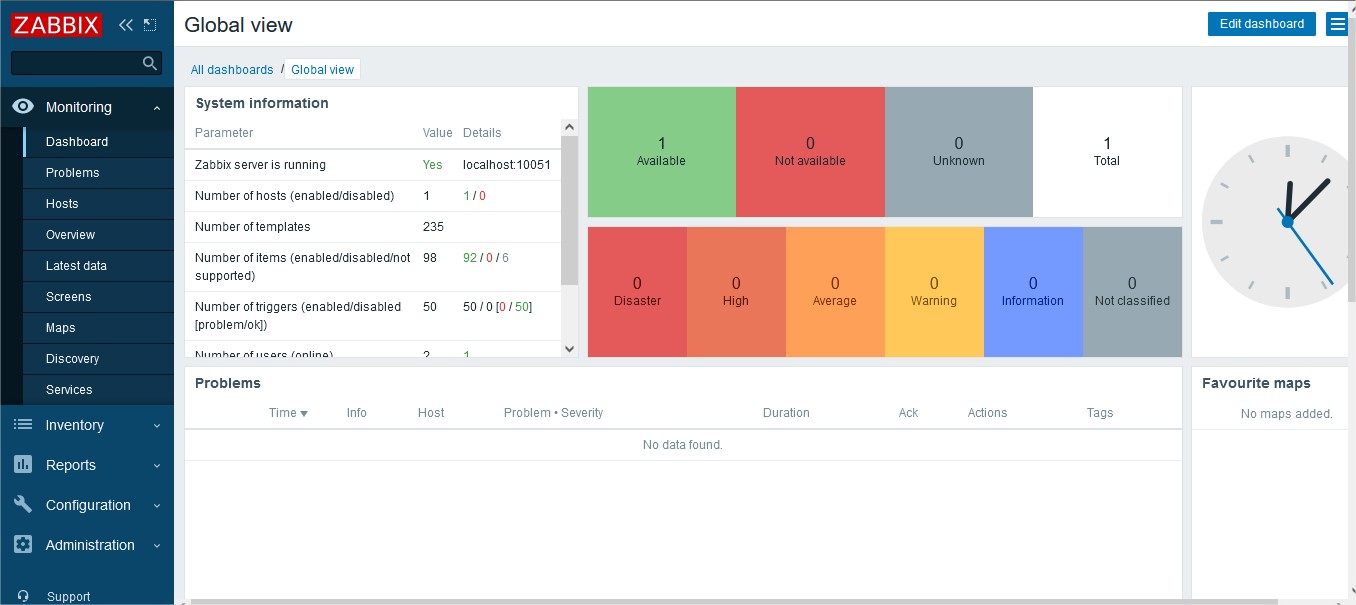 ZABBIX
Monitoring
Dashboard
Problems
Hosts
Overview
Latest data
Screens
Maps
Discovery
Services
Inventory
Reports
Configuration
Administration
Support
Global view
Edit dashboard
All dashboards / Global view
System information
Parameter Value Details
Zabbix server is running Yes localhost:10051
Number of hosts (enabled/disabled) 1 1 / 0
Number of templates 235
Number of items (enabled/disabled/not 98 92 / 0 / 6
supported)
Number of triggers (enabled/disabled 50 50 / 0 [0 / 50]
[problem/ok])
Number of users (online) 2 1
1 0 0 1
Available Not available Unknown Total
0 0 0 0 0 0
Disaster High Average Warning Information Not classified
Problems
Time Info Host Problem • Severity Duration Ack Actions Tags
No data found.
Favourite maps
No maps added.